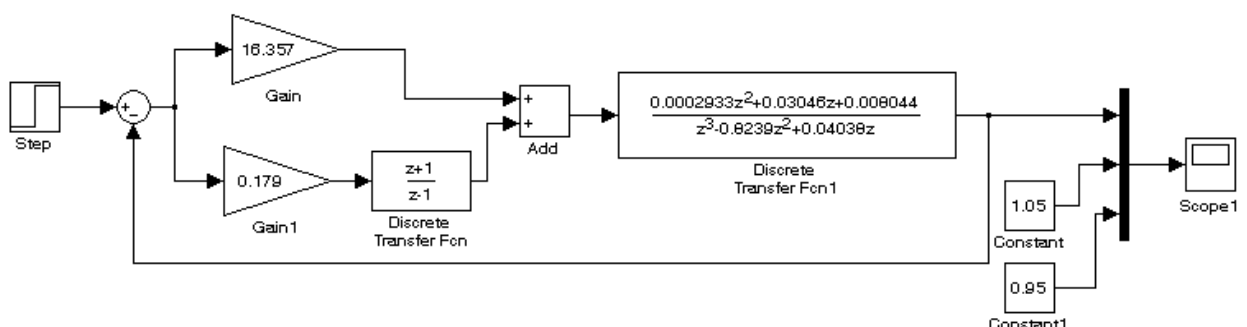 16.357
Gain
Step
+
-
0.179
Gain1
z+1
z-1
Discrete
Transfer Fcn
+
+
Add
0.0002933z²+0.03046z+0.008044
z³-0.8239z²+0.04038z
Discrete
Transfer Fcn1
1.05
Constant
0.95
Constant1
Scope1